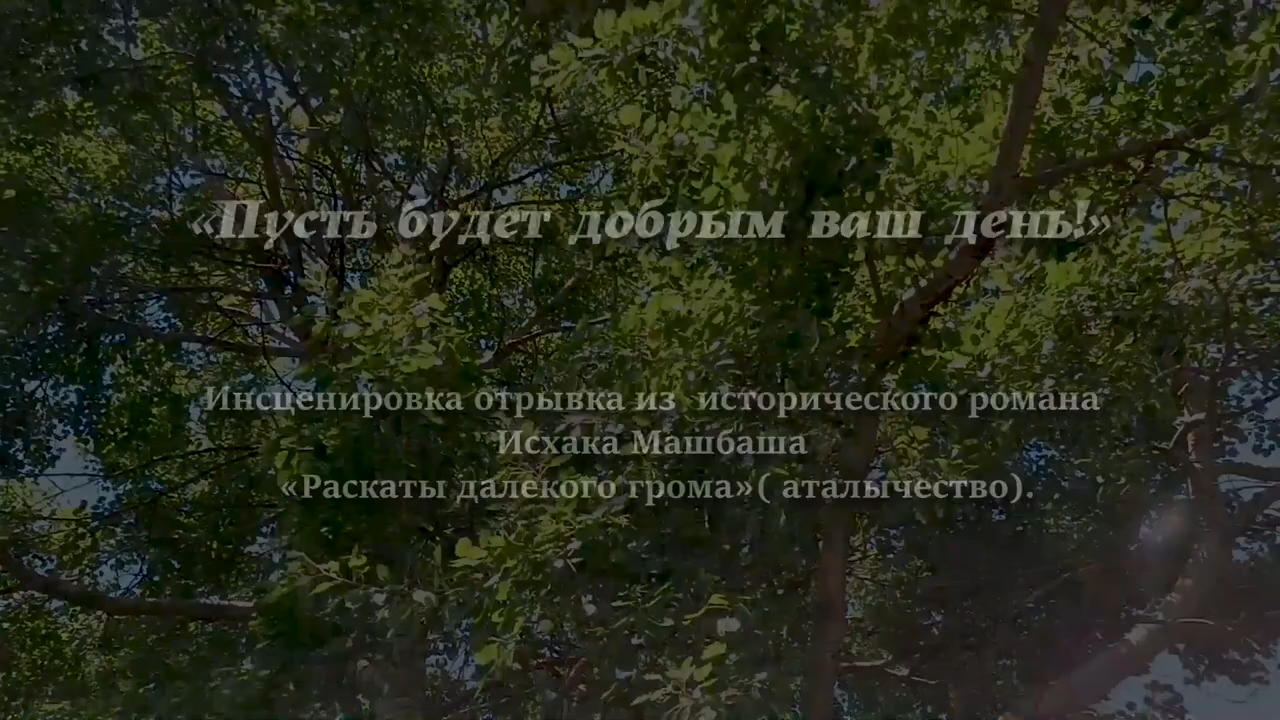 «Пусть будет добрым ваш день!»
Инсценировка отрывка из исторического романа
Исхака Машбаша
«Раскаты далекого грома»( аталычество).